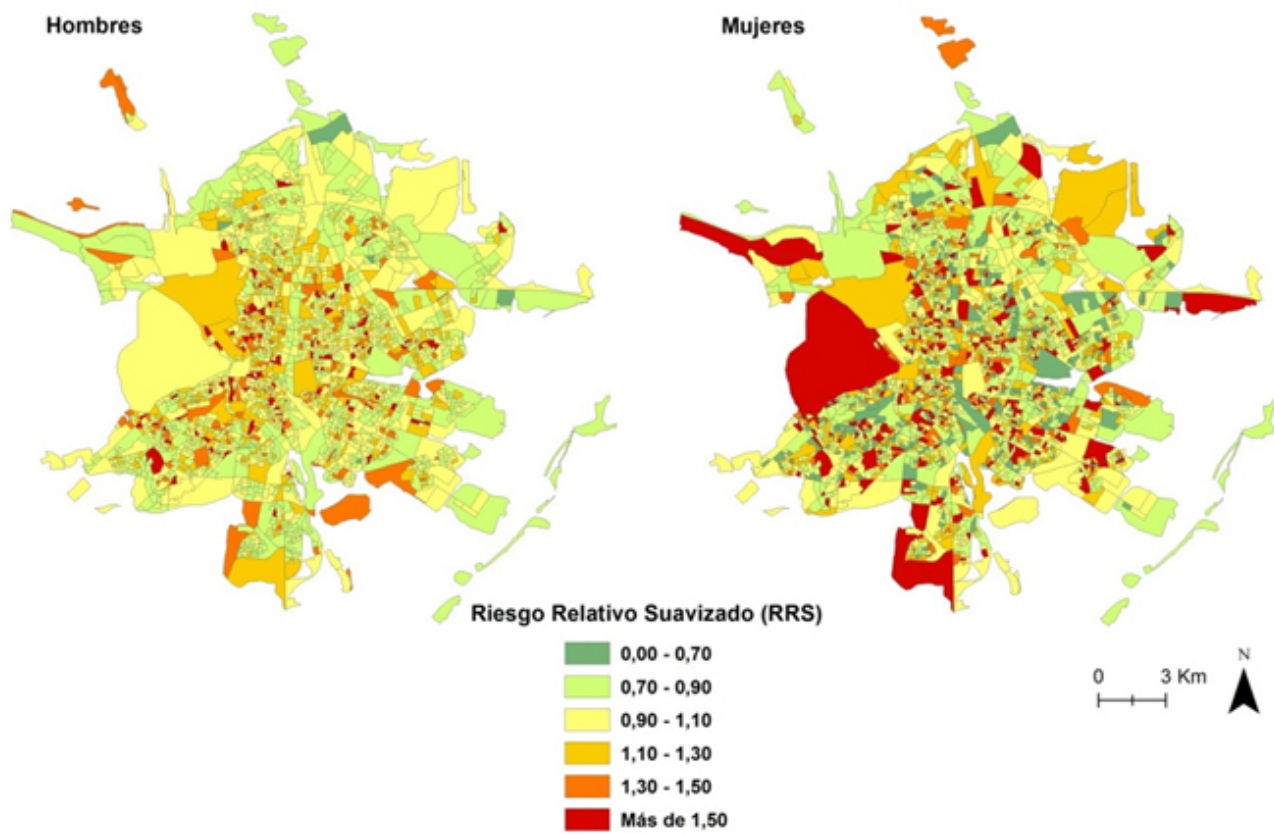 Hombres
Mujeres
Riesgo Relativo Suavizado (RRS)
0,00 - 0,70
0,70 - 0,90
0,90 - 1,10
1,10 - 1,30
1,30 - 1,50
Más de 1,50
0 3 Km
N